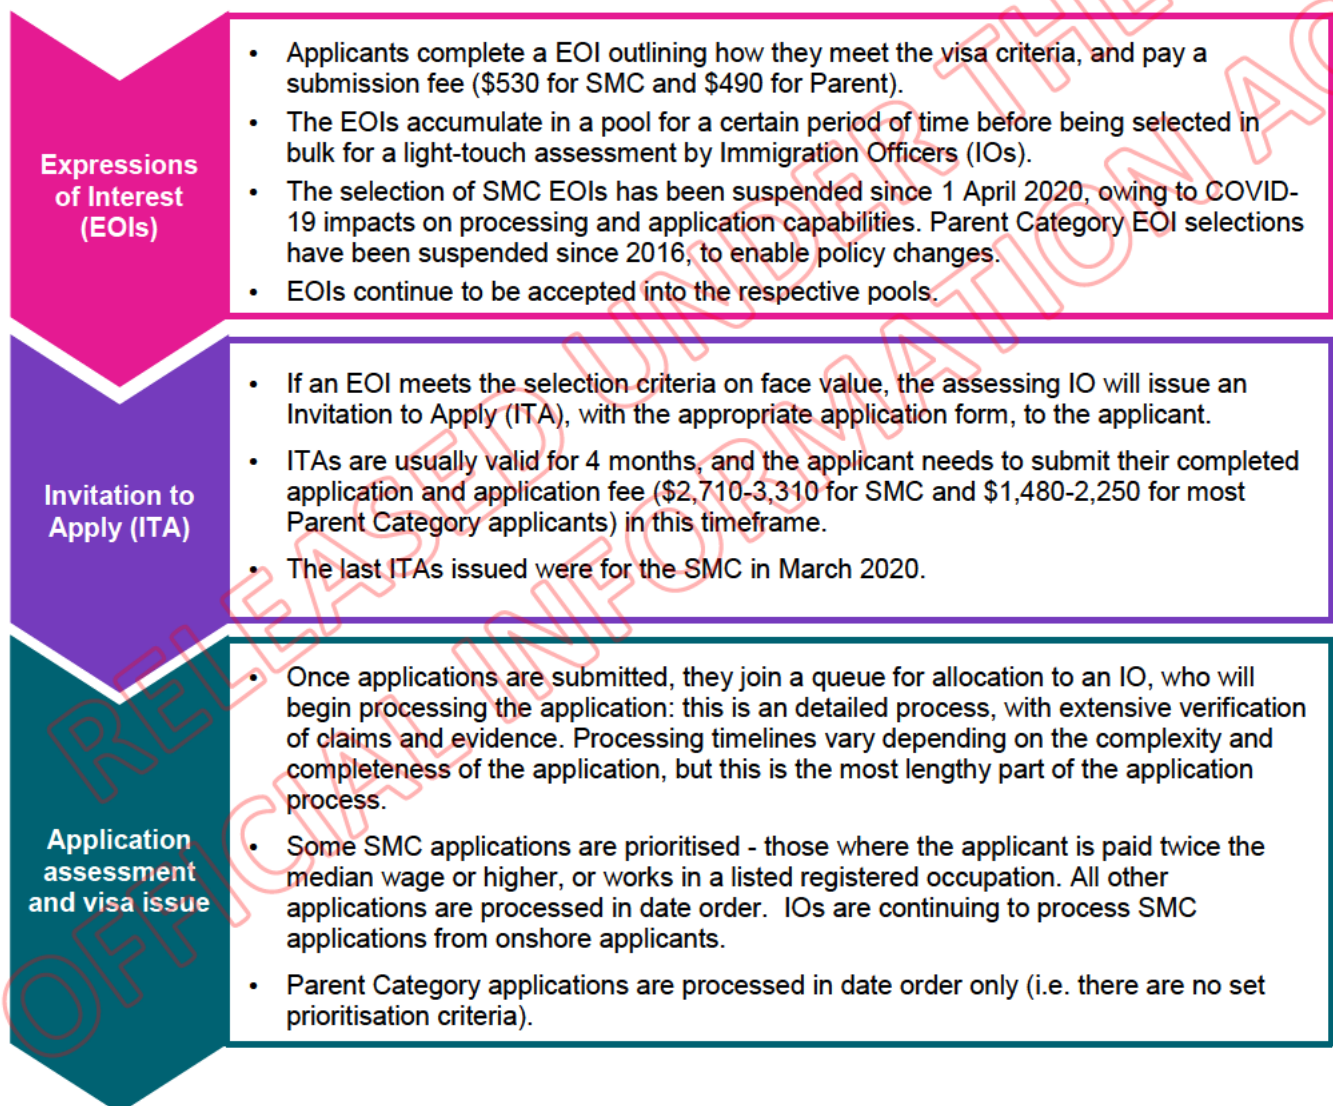 Expressions
of Interest
(EOIs)
• Applicants complete a EOI outlining how they meet the visa criteria, and pay a
submission fee ($530 for SMC and $490 for Parent).
• The EOIs accumulate in a pool for a certain period of time before being selected in
bulk for a light-touch assessment by Immigration Officers (IOs).
• The selection of SMC EOIs has been suspended since 1 April 2020, owing to COVID-
19 impacts on processing and application capabilities. Parent Category EOI selections
have been suspended since 2016, to enable policy changes.
• EOIs continue to be accepted into the respective pools.
Invitation to
Apply (ITA)
• If an EOI meets the selection criteria on face value, the assessing IO will issue an
Invitation to Apply (ITA), with the appropriate application form, to the applicant.
• ITAs are usually valid for 4 months, and the applicant needs to submit their completed
application and application fee ($2,710-3,310 for SMC and $1,480-2,250 for most
Parent Category applicants) in this timeframe.
• The last ITAs issued were for the SMC in March 2020.
Application
assessment
and visa issue
• Once applications are submitted, they join a queue for allocation to an IO, who will
begin processing the application: this is an detailed process, with extensive verification
of claims and evidence. Processing timelines vary depending on the complexity and
completeness of the application, but this is the most lengthy part of the application
process.
• Some SMC applications are prioritised - those where the applicant is paid twice the
median wage or higher, or works in a listed registered occupation. All other
applications are processed in date order.  IOs are continuing to process SMC
applications from onshore applicants.
• Parent Category applications are processed in date order only (i.e. there are no set
prioritisation criteria).
RELEASED UNDER THE
OFFICIAL INFORMATION AC